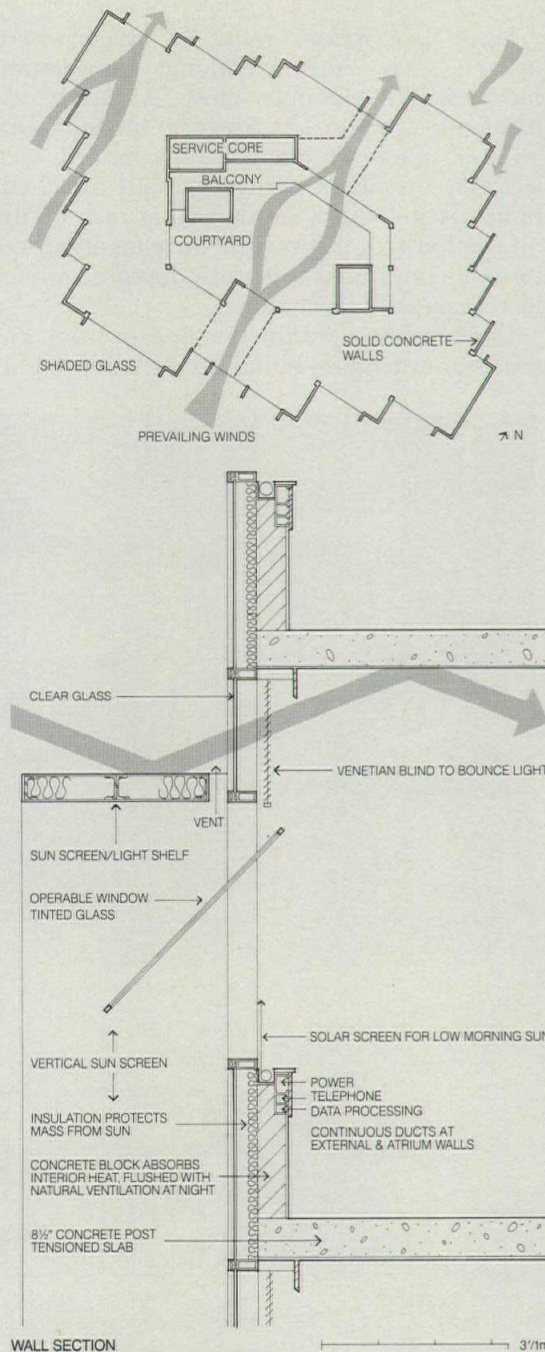 SERVICE CORE
BALCONY
COURTYARD
SOLID CONCRETE
WALLS
SHADED GLASS
PREVAILING WINDS
N
CLEAR GLASS
VENETIAN BLIND TO BOUNCE LIGHT
VENT
SUN SCREEN/LIGHT SHELF
OPERABLE WINDOW
TINTED GLASS
SOLAR SCREEN FOR LOW MORNING SUN
VERTICAL SUN SCREEN
POWER
TELEPHONE
DATA PROCESSING
INSULATION PROTECTS
MASS FROM SUN
CONTINUOUS DUCTS AT
EXTERNAL & ATRIUM WALLS
CONCRETE BLOCK ABSORBS
INTERIOR HEAT, FLUSHED WITH
NATURAL VENTILATION AT NIGHT
8½" CONCRETE POST
TENSIONED SLAB
WALL SECTION
3'/1m